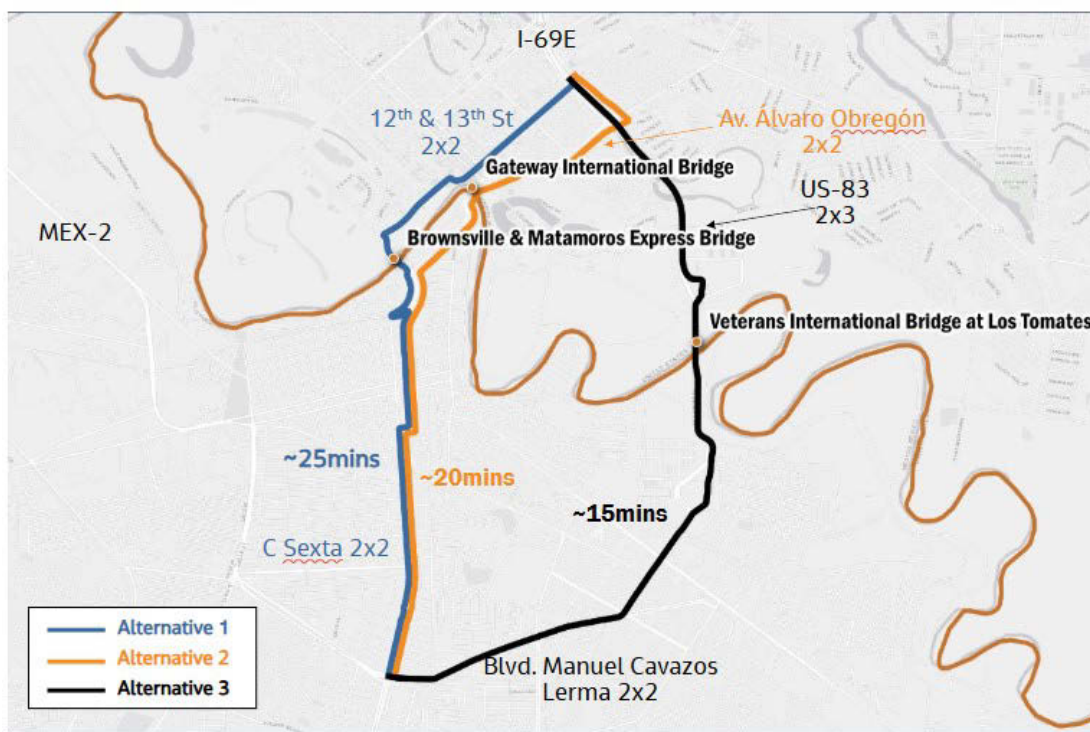 I-69E
12th & 13th St
2x2
Av. Álvaro Obregón
2x2
Gateway International Bridge
US-83
2x3
MEX-2
Brownsville & Matamoros Express Bridge
Veterans International Bridge at Los Tomates
~25mins
~20mins
~15mins
C Sexta 2x2
Blvd. Manuel Cavazos
Lerma 2x2
Alternative 1
Alternative 2
Alternative 3